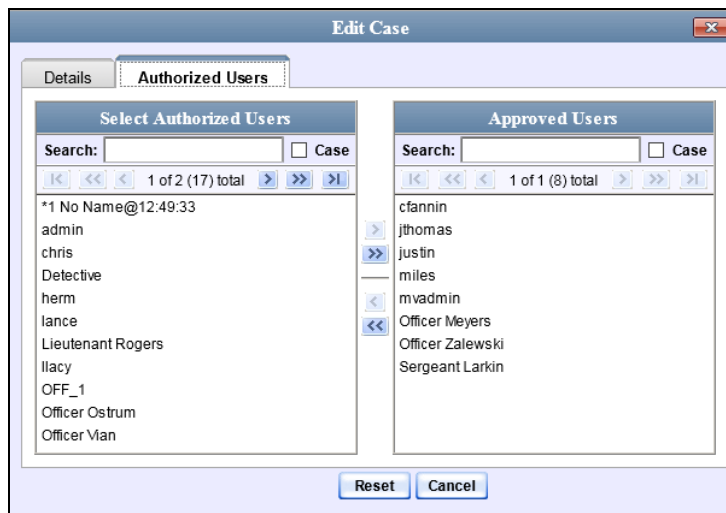 Edit Case
Details
Authorized Users
Select Authorized Users
Search:
Case
1 of 2 (17) total
*1 No Name@12:49:33
admin
chris
Detective
herm
lance
Lieutenant Rogers
llacy
OFF_1
Officer Ostrum
Officer Vian
Approved Users
Search:
Case
1 of 1 (8) total
cfannin
jthomas
justin
miles
mvadmin
Officer Meyers
Officer Zalewski
Sergeant Larkin
Reset
Cancel